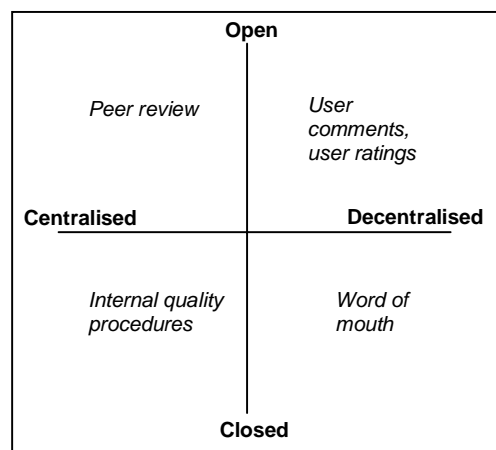 Open
Peer review
User
comments,
user ratings
Centralised
Decentralised
Internal quality
procedures
Word of
mouth
Closed